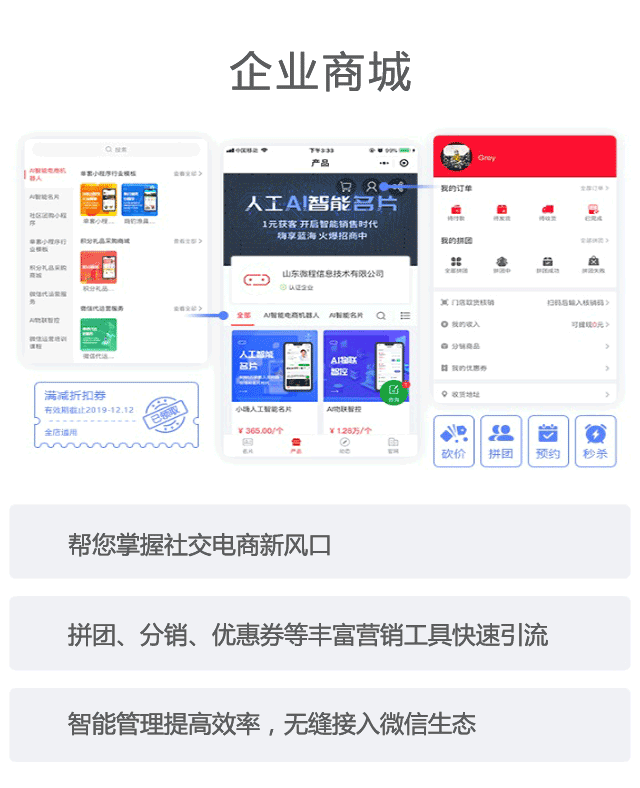 企业商城
搜索
AI智能电商机
器人
AI智能名片
社区团购小程
序
单套小程序行
业模板
积分礼品采购
商城
微信代运营服
务
AI物联智控
微信运营培训
课程
单套小程序行业模板
查看全部 >
单套小程...
商机派...
积分礼品采购商城
查看全部 >
积分礼品...
微信代运营服务
查看全部 >
微信代运...
满减折扣券
有效期截止2019-12.12
全店适用
已领取
中国移动
下午3:33
99%
产品
人工AI智能名片
1元获客 开启智能销售时代
嗨享蓝海 火爆招商中
山东微程信息技术有限公司
认证企业
全部
AI智能电商机器人
AI智能名片
人工智能
名片
AI物联
智控
咨询
小嗨人工智能名片
AI物联智控
¥ 365.00/个
¥ 1.28万/个
名片
产品
动态
官网
Grey
我的订单
全部订单 >
待付款
待发货
待收货
已完成
我的拼团
全部拼团 >
全部拼团
拼团中
拼团成功
拼团失败
门店取货核销
扫码后输入核销码 >
我的收入
可提现0元 >
分销商品
我的优惠券
收货地址
砍价
拼团
预约
秒杀
帮您掌握社交电商新风口
拼团、分销、优惠券等丰富营销工具快速引流
智能管理提高效率，无缝接入微信生态